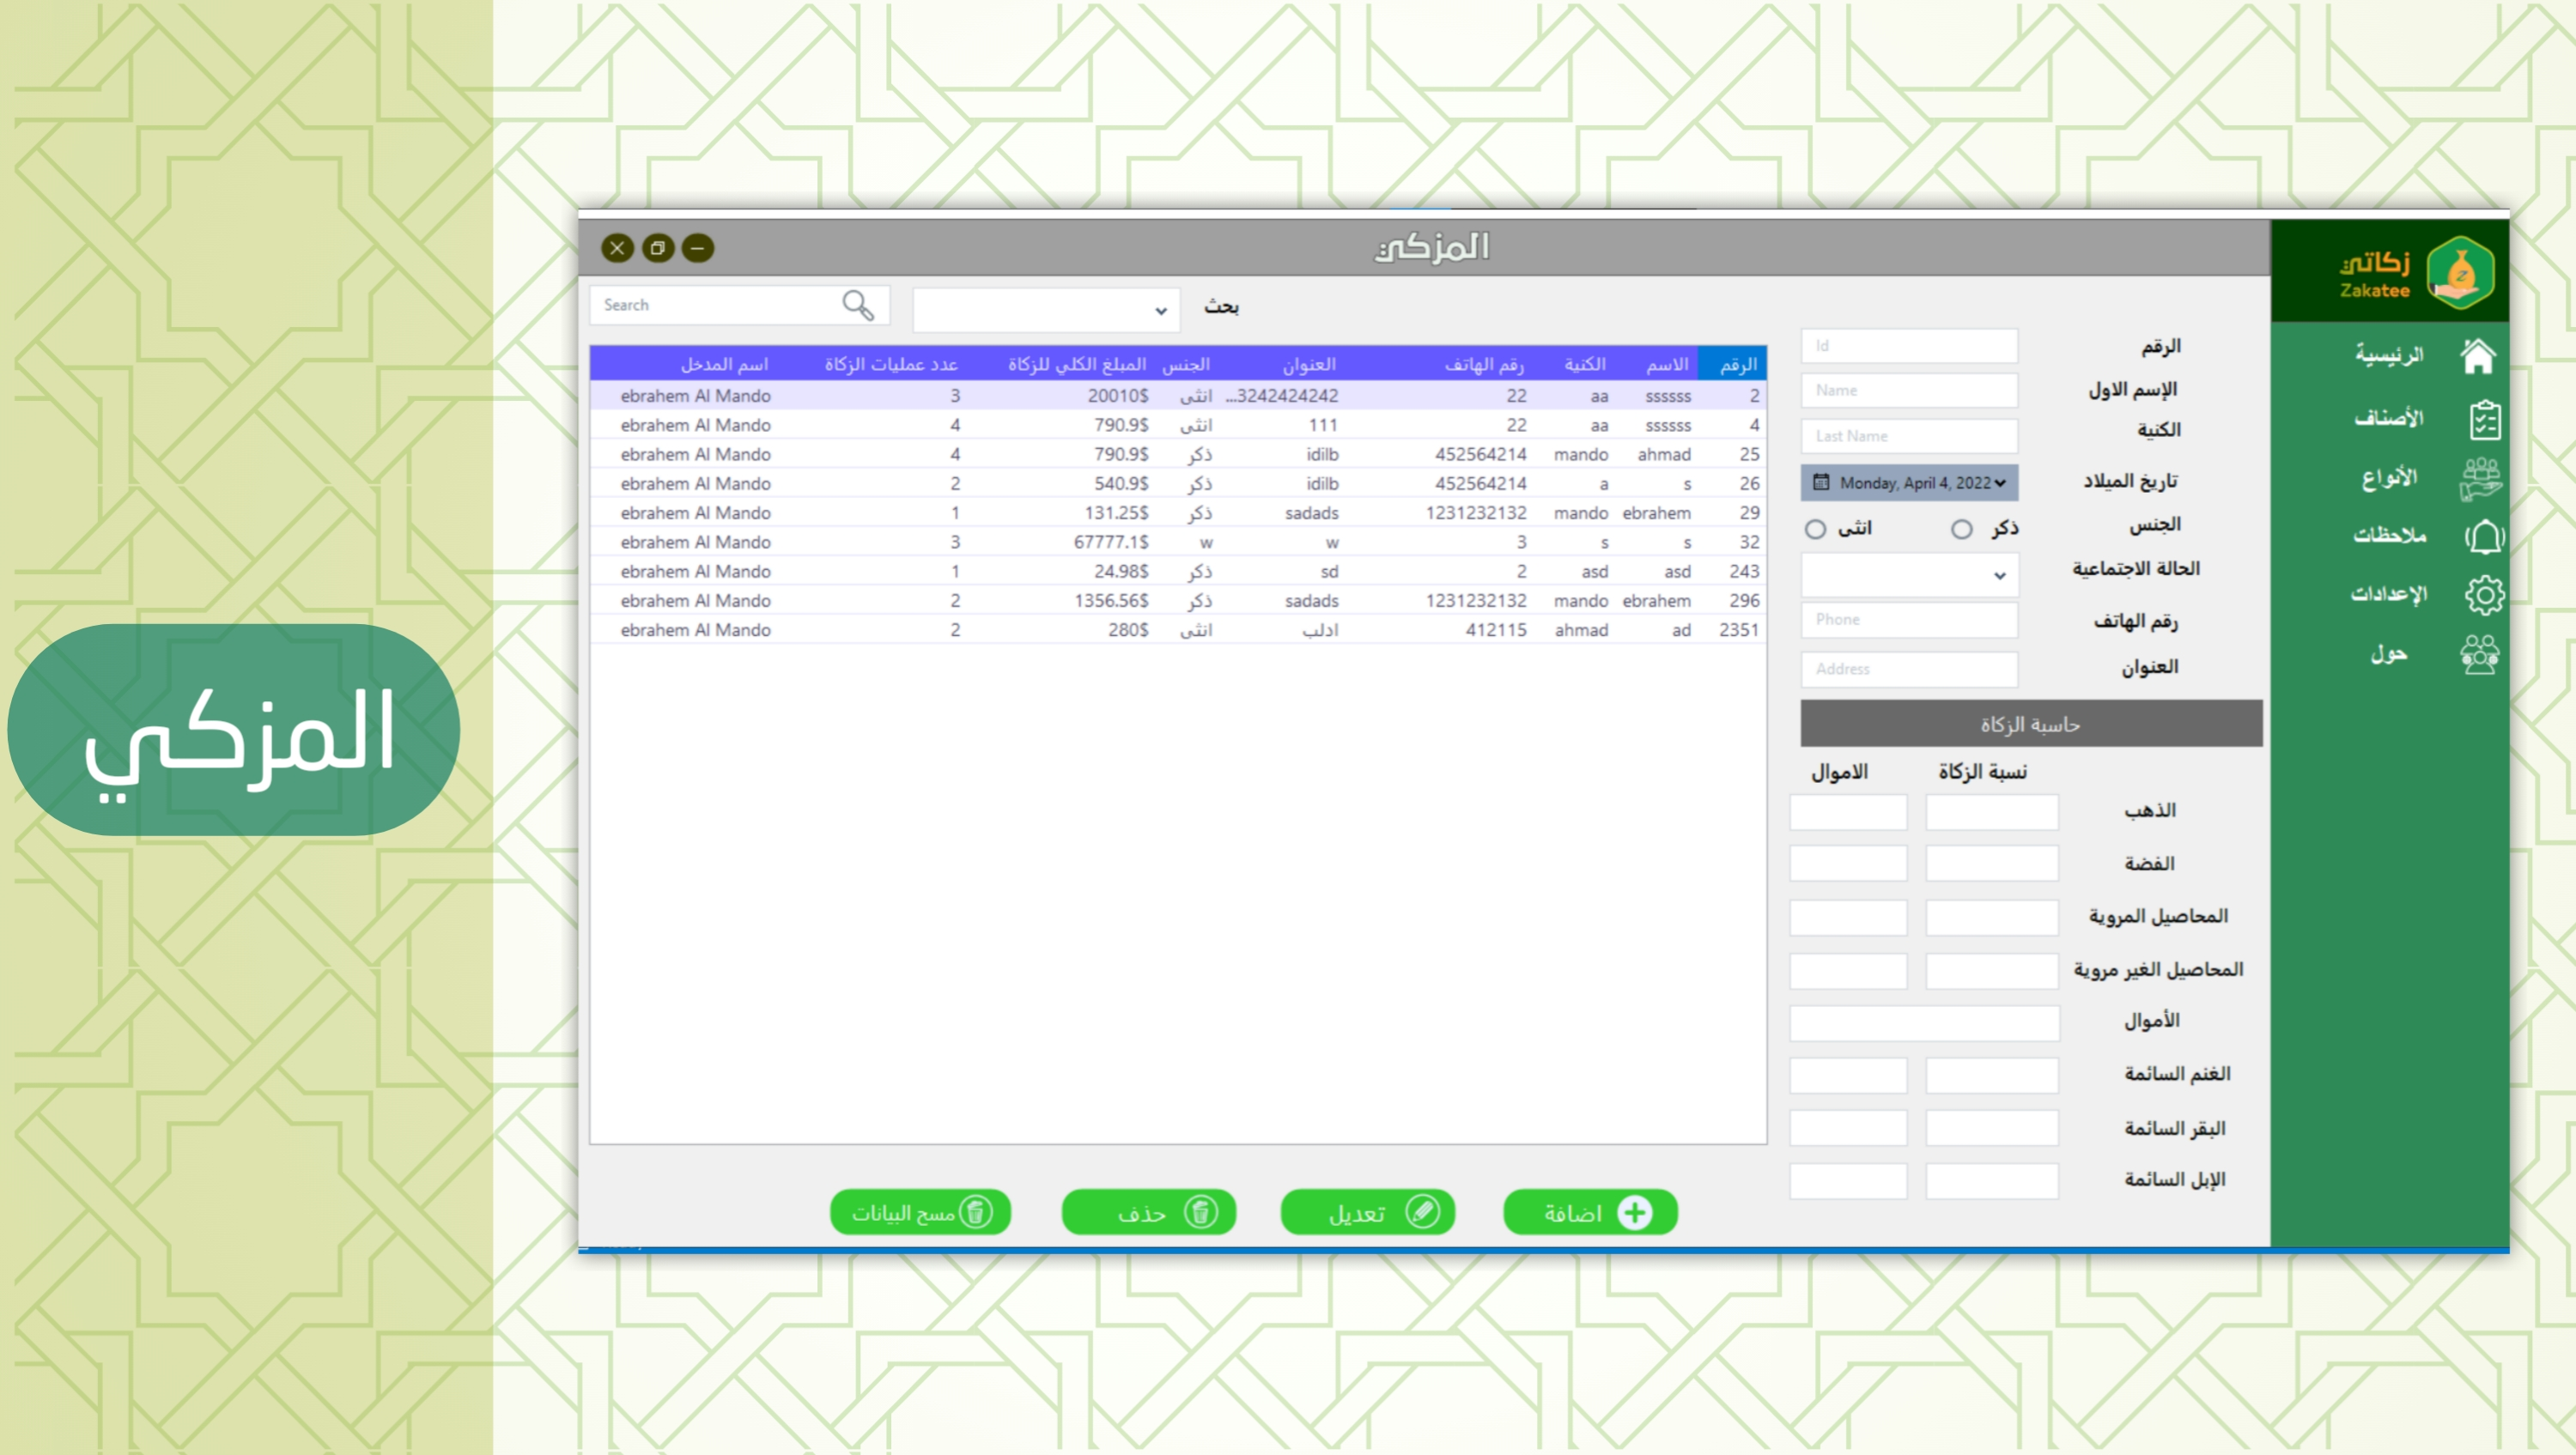 المزكي
المزكي
زكاتي
Zakatee
الرئيسية
الأصناف
الأنواع
ملاحظات
الإعدادات
حول
بحث
Search
الرقم Id
الإسم الاول Name
الكنية Last Name
تاريخ الميلاد Monday, April 4, 2022
الجنس ذكر انثى
الحالة الاجتماعية
رقم الهاتف Phone
العنوان Address
حاسبة الزكاة
نسبة الزكاة الاموال
الذهب
الفضة
المحاصيل المروية
المحاصيل الغير مروية
الأموال
الغنم السائمة
البقر السائمة
الإبل السائمة
الرقم الاسم الكنية رقم الهاتف العنوان الجنس المبلغ الكلي للزكاة عدد عمليات الزكاة اسم المدخل
2 ssssss aa 22 3242424242... انثى 20010$ 3 ebrahem Al Mando
4 ssssss aa 22 111 انثى 790.9$ 4 ebrahem Al Mando
25 ahmad mando 452564214 idilb ذكر 790.9$ 4 ebrahem Al Mando
26 s a 452564214 idilb ذكر 540.9$ 2 ebrahem Al Mando
29 ebrahem mando 1231232132 sadads ذكر 131.25$ 1 ebrahem Al Mando
32 s s 3 w w 67777.1$ 3 ebrahem Al Mando
243 asd asd 2 sd ذكر 24.98$ 1 ebrahem Al Mando
296 ebrahem mando 1231232132 sadads ذكر 1356.56$ 2 ebrahem Al Mando
2351 ad ahmad 412115 ادلب انثى 280$ 2 ebrahem Al Mando
اضافة تعديل حذف مسح البيانات